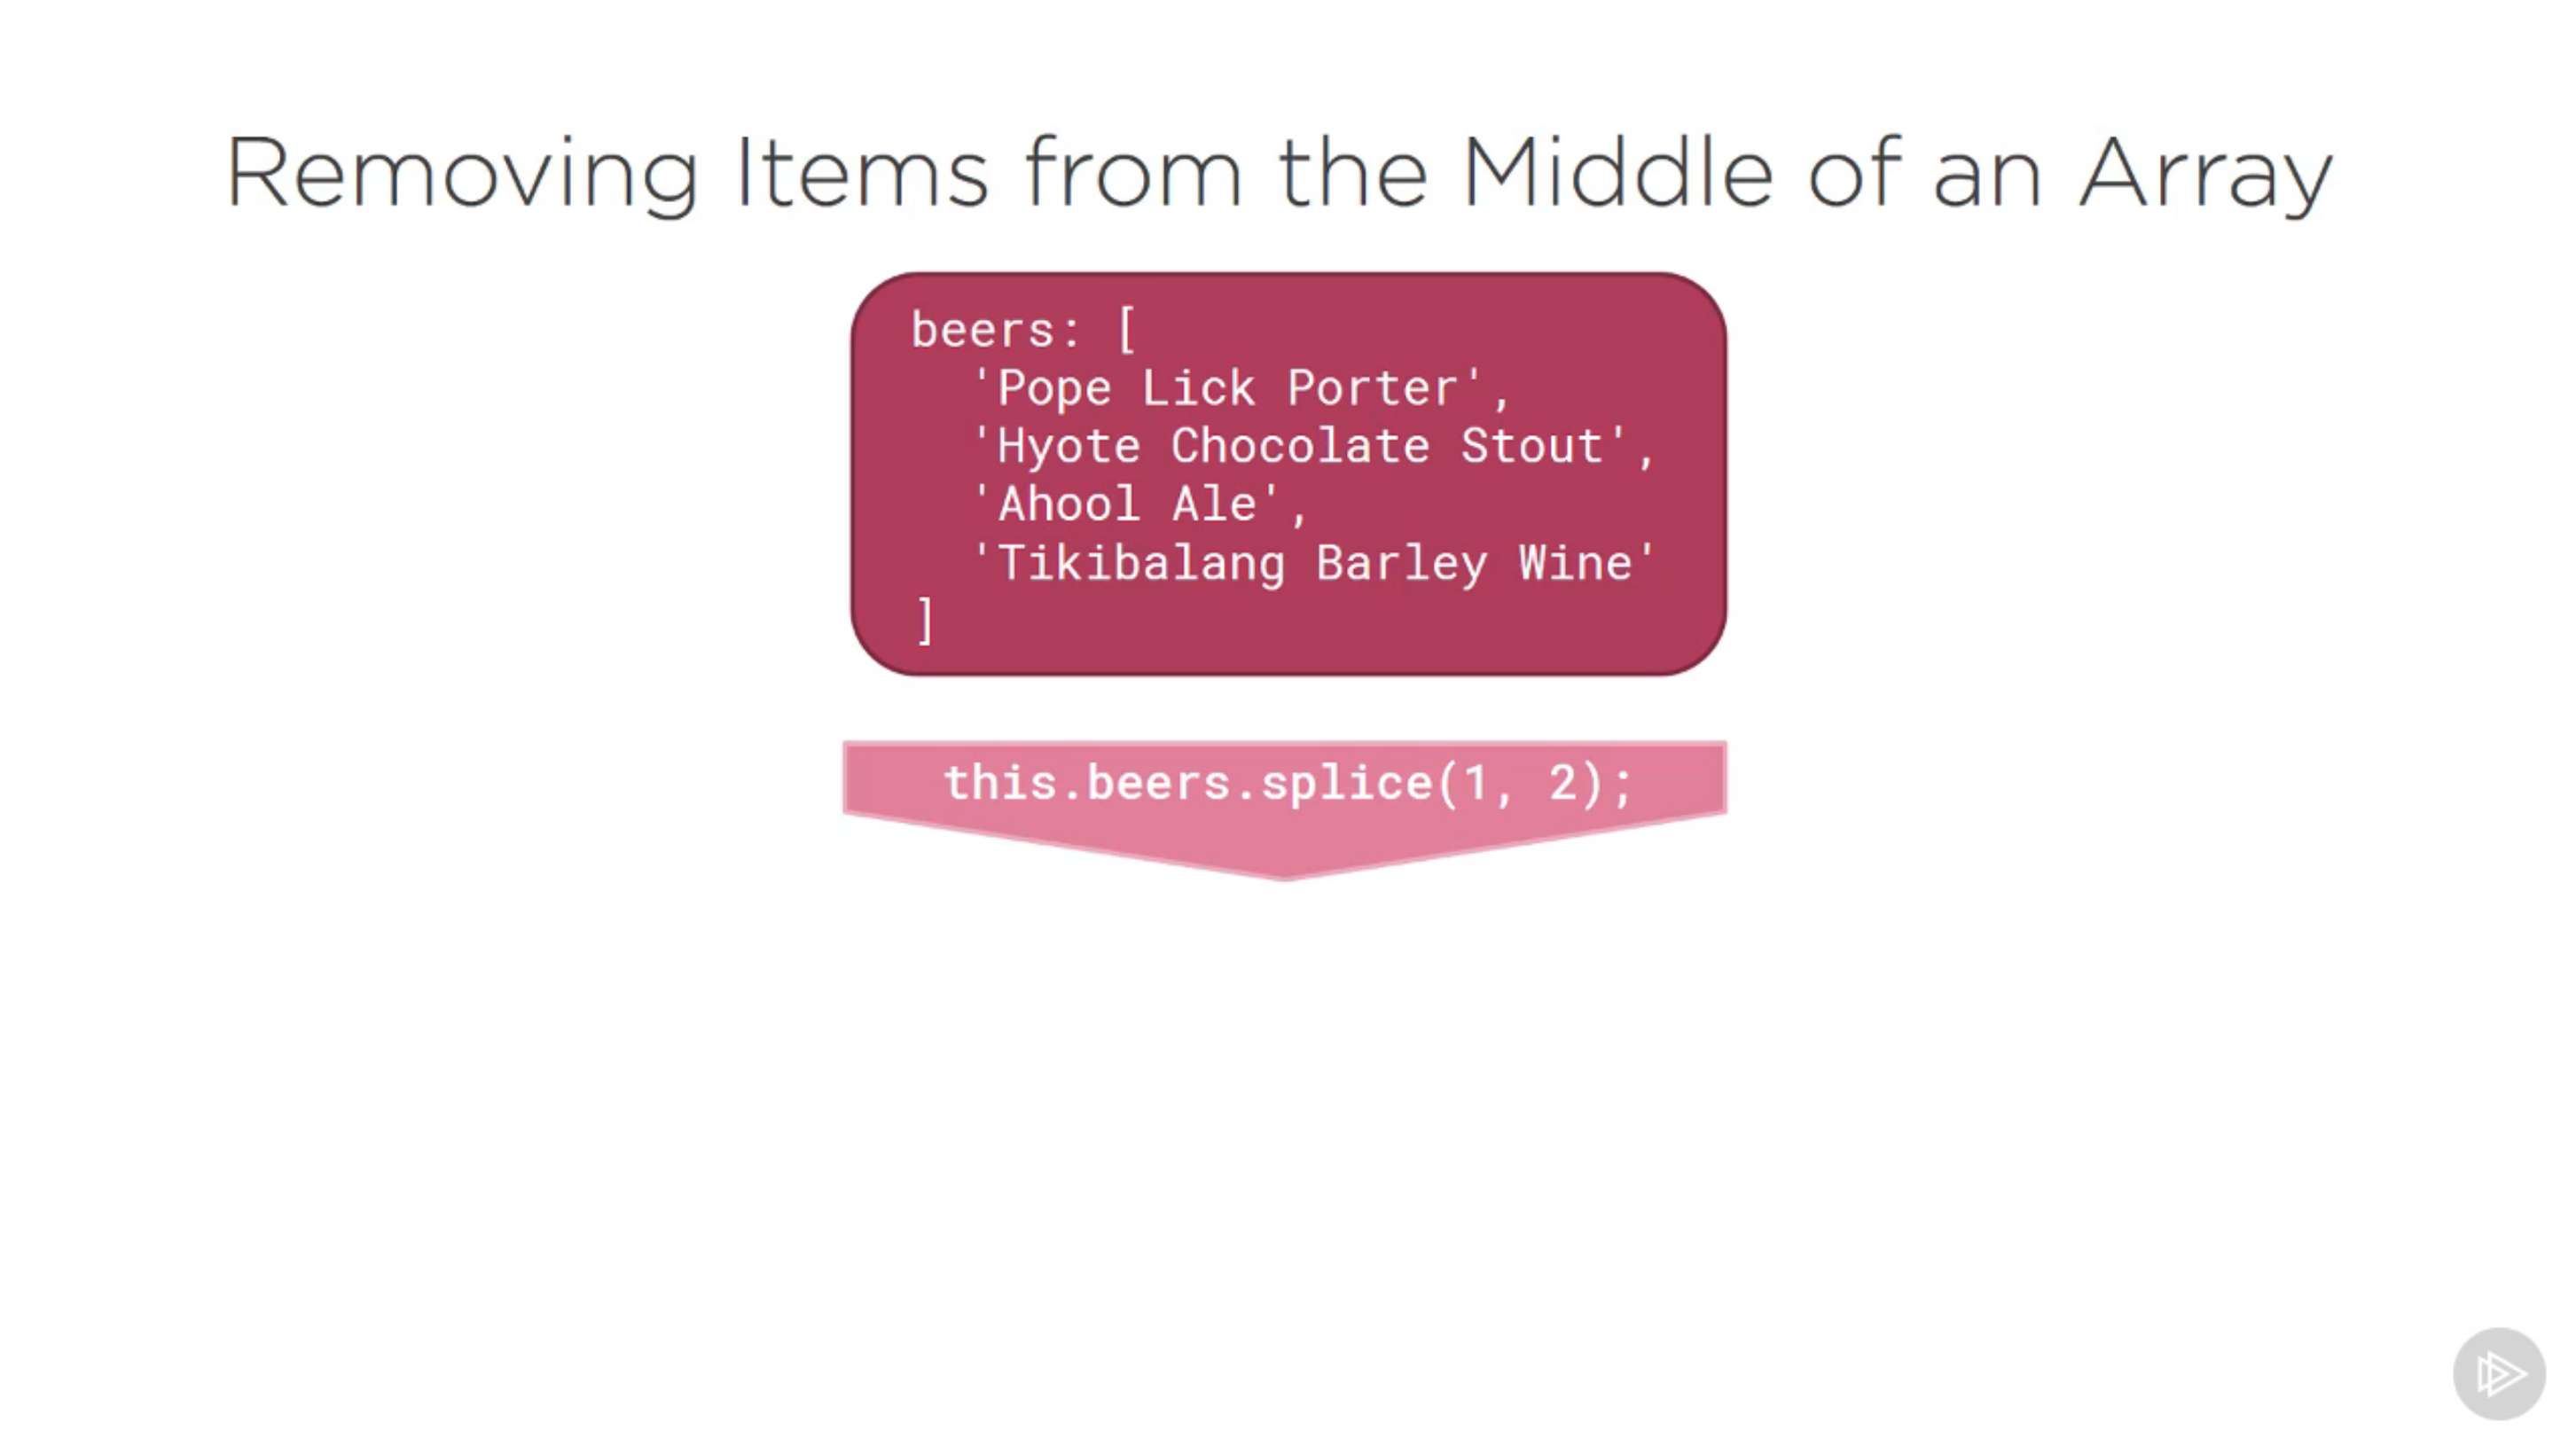 Removing Items from the Middle of an Array
beers: [
'Pope Lick Porter',
'Hyote Chocolate Stout',
'Ahool Ale',
'Tikibalang Barley Wine'
]
this.beers.splice(1, 2);